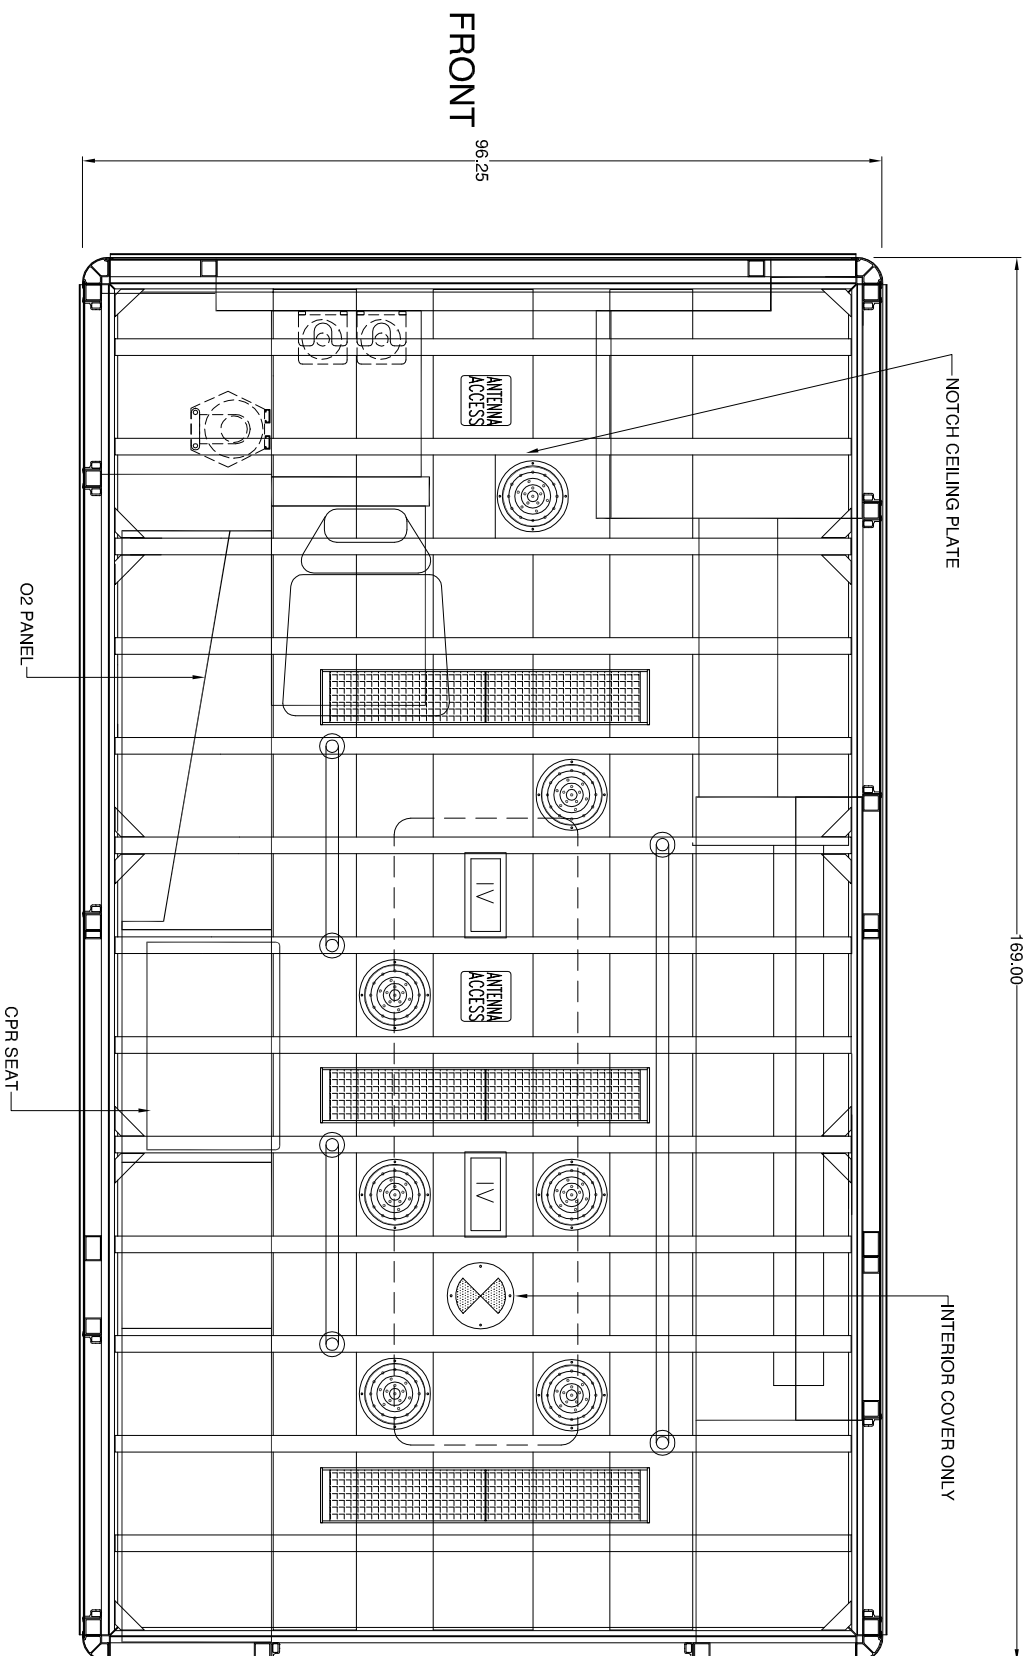 FRONT
96.25
169.00
NOTCH CEILING PLATE
ANTENNA
ACCESS
O2 PANEL
IV
ANTENNA
ACCESS
CPR SEAT
IV
INTERIOR COVER ONLY